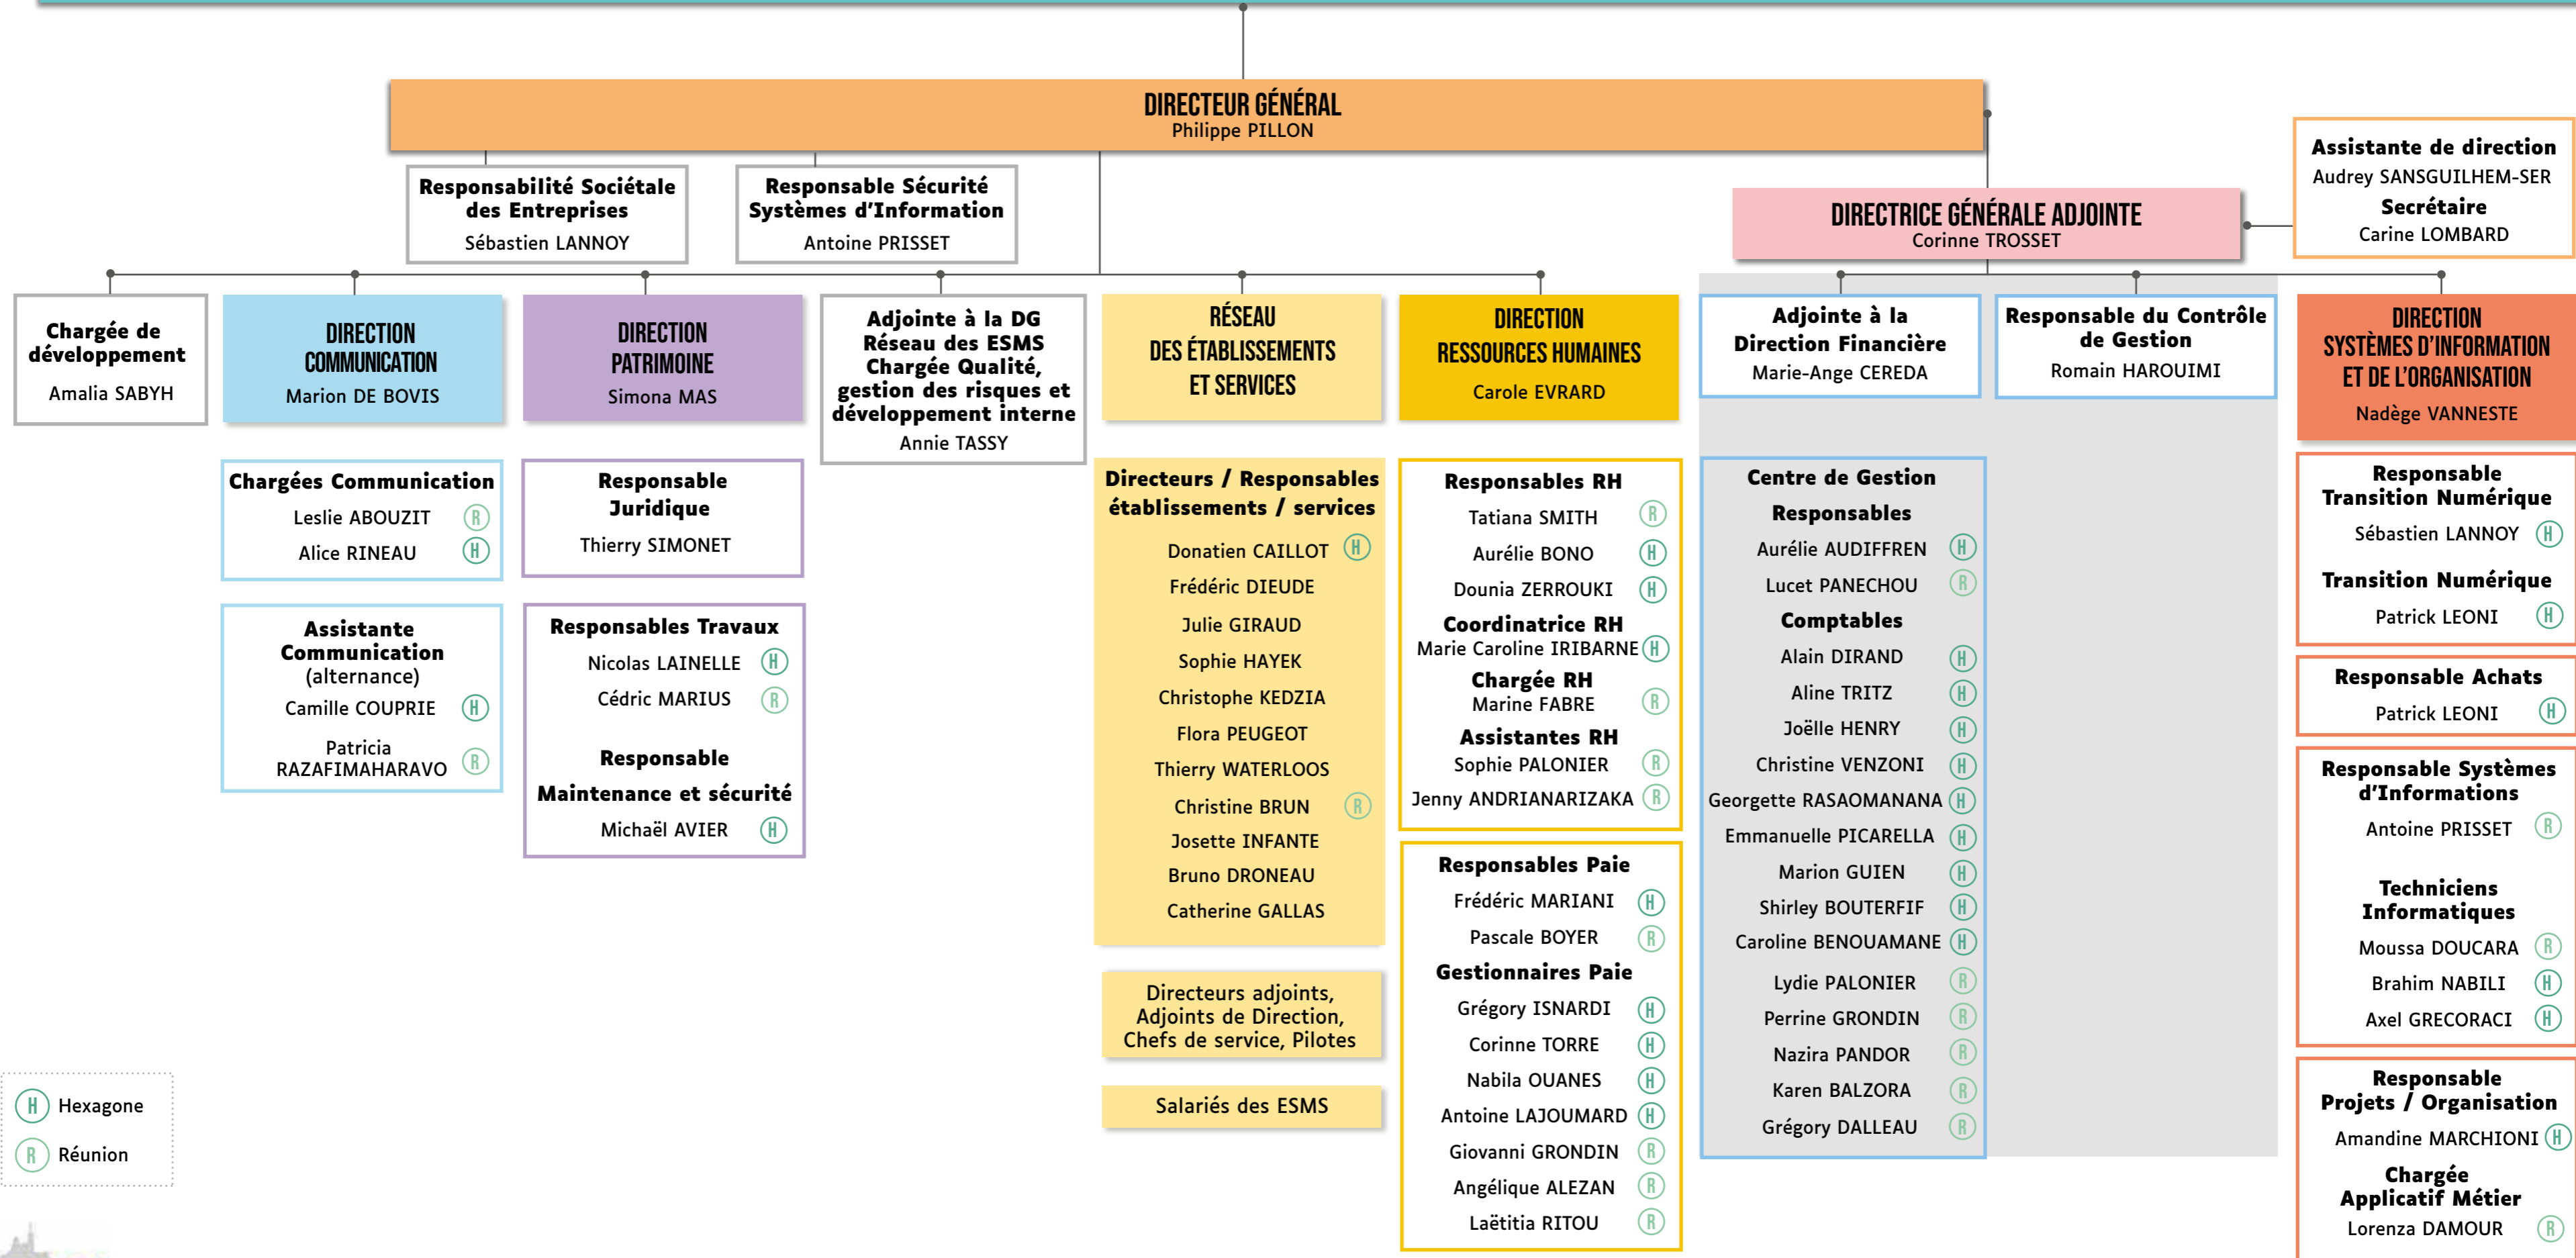 DIRECTEUR GÉNÉRAL
Philippe PILLON
Responsabilité Sociétale
des Entreprises
Sébastien LANNOY
Responsable Sécurité
Systèmes d'Information
Antoine PRISSET
DIRECTRICE GÉNÉRALE ADJOINTE
Corinne TROSSET
Assistante de direction
Audrey SANSGUILHEM-SER
Secrétaire
Carine LOMBARD
Chargée de
développement
Amalia SABYH
DIRECTION
COMMUNICATION
Marion DE BOVIS
Chargées Communication
Leslie ABOUZIT R
Alice RINEAU H
Assistante
Communication
(alternance)
Camille COUPRIE H
Patricia
RAZAFIMAHARAVO R
DIRECTION
PATRIMOINE
Simona MAS
Responsable
Juridique
Thierry SIMONET
Responsables Travaux
Nicolas LAINELLE H
Cédric MARIUS R
Responsable
Maintenance et sécurité
Michaël AVIER H
Adjointe à la DG
Réseau des ESMS
Chargée Qualité,
gestion des risques et
développement interne
Annie TASSY
RÉSEAU
DES ÉTABLISSEMENTS
ET SERVICES
Directeurs / Responsables
établissements / services
Donatien CAILLOT H
Frédéric DIEUDE
Julie GIRAUD
Sophie HAYEK
Christophe KEDZIA
Flora PEUGEOT
Thierry WATERLOOS
Christine BRUN R
Josette INFANTE
Bruno DRONEAU
Catherine GALLAS
Directeurs adjoints,
Adjoints de Direction,
Chefs de service, Pilotes
Salariés des ESMS
DIRECTION
RESSOURCES HUMAINES
Carole EVRARD
Responsables RH
Tatiana SMITH R
Aurélie BONO H
Dounia ZERROUKI H
Coordinatrice RH
Marie Caroline IRIBARNE H
Chargée RH
Marine FABRE R
Assistantes RH
Sophie PALONIER R
Jenny ANDRIANARIZAKA R
Responsables Paie
Frédéric MARIANI H
Pascale BOYER R
Gestionnaires Paie
Grégory ISNARDI H
Corinne TORRE H
Nabila OUANES H
Antoine LAJOUMARD H
Giovanni GRONDIN R
Angélique ALEZAN R
Laëtitia RITOU R
Adjointe à la
Direction Financière
Marie-Ange CEREDA
Responsable du Contrôle
de Gestion
Romain HAROUIMI
Centre de Gestion
Responsables
Aurélie AUDIFFREN H
Lucet PANECHOU R
Comptables
Alain DIRAND H
Aline TRITZ H
Joëlle HENRY H
Christine VENZONI H
Georgette RASAOMANANA H
Emmanuelle PICARELLA H
Marion GUIEN H
Shirley BOUTERFIF H
Caroline BENOUAMANE H
Lydie PALONIER R
Perrine GRONDIN R
Nazira PANDOR R
Karen BALZORA R
Grégory DALLEAU R
DIRECTION
SYSTÈMES D'INFORMATION
ET DE L'ORGANISATION
Nadège VANNESTE
Responsable
Transition Numérique
Sébastien LANNOY H
Transition Numérique
Patrick LEONI H
Responsable Achats
Patrick LEONI H
Responsable Systèmes
d'Informations
Antoine PRISSET R
Techniciens
Informatiques
Moussa DOUCARA R
Brahim NABILI H
Axel GRECORACI H
Responsable
Projets / Organisation
Amandine MARCHIONI H
Chargée
Applicatif Métier
Lorenza DAMOUR R
H Hexagone
R Réunion